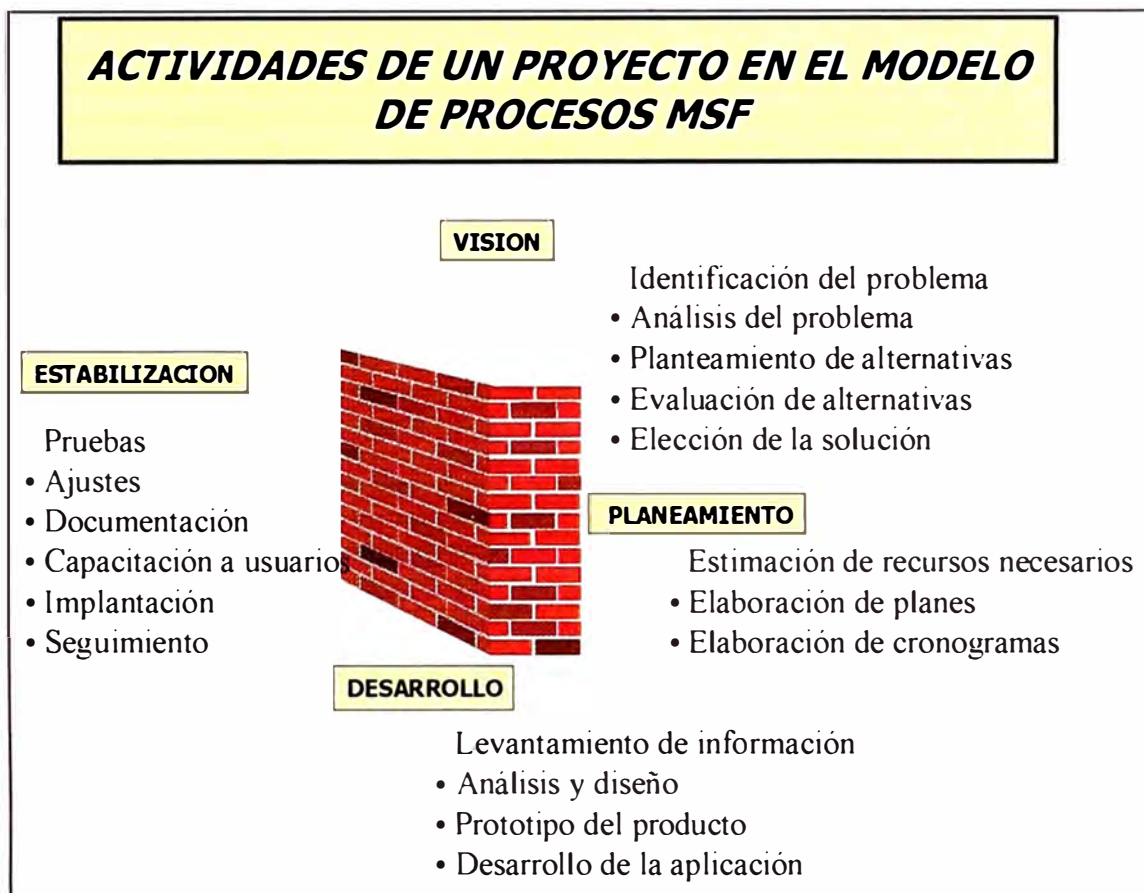 ACTIVIDADES DE UN PROYECTO EN EL MODELO
DE PROCESOS MSF
VISION
Identificación del problema
• Análisis del problema
• Planteamiento de alternativas
• Evaluación de alternativas
• Elección de la solución
ESTABILIZACION
Pruebas
• Ajustes
• Documentación
• Capacitación a usuarios
• Implantación
• Seguimiento
PLANEAMIENTO
Estimación de recursos necesarios
• Elaboración de planes
• Elaboración de cronogramas
DESARROLLO
Levantamiento de información
• Análisis y diseño
• Prototipo del producto
• Desarrollo de la aplicación